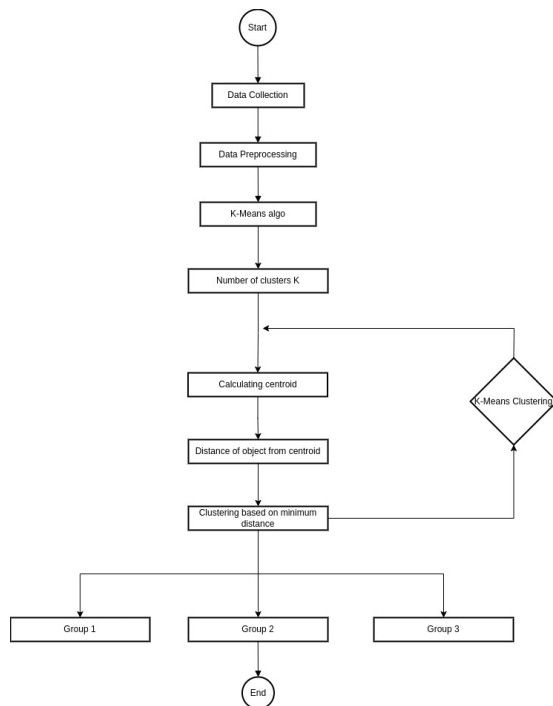 Start
Data Collection
Data Preprocessing
K-Means algo
Number of clusters K
Calculating centroid
K-Means Clustering
Distance of object from centroid
Clustering based on minimum
distance
Group 1
Group 2
Group 3
End